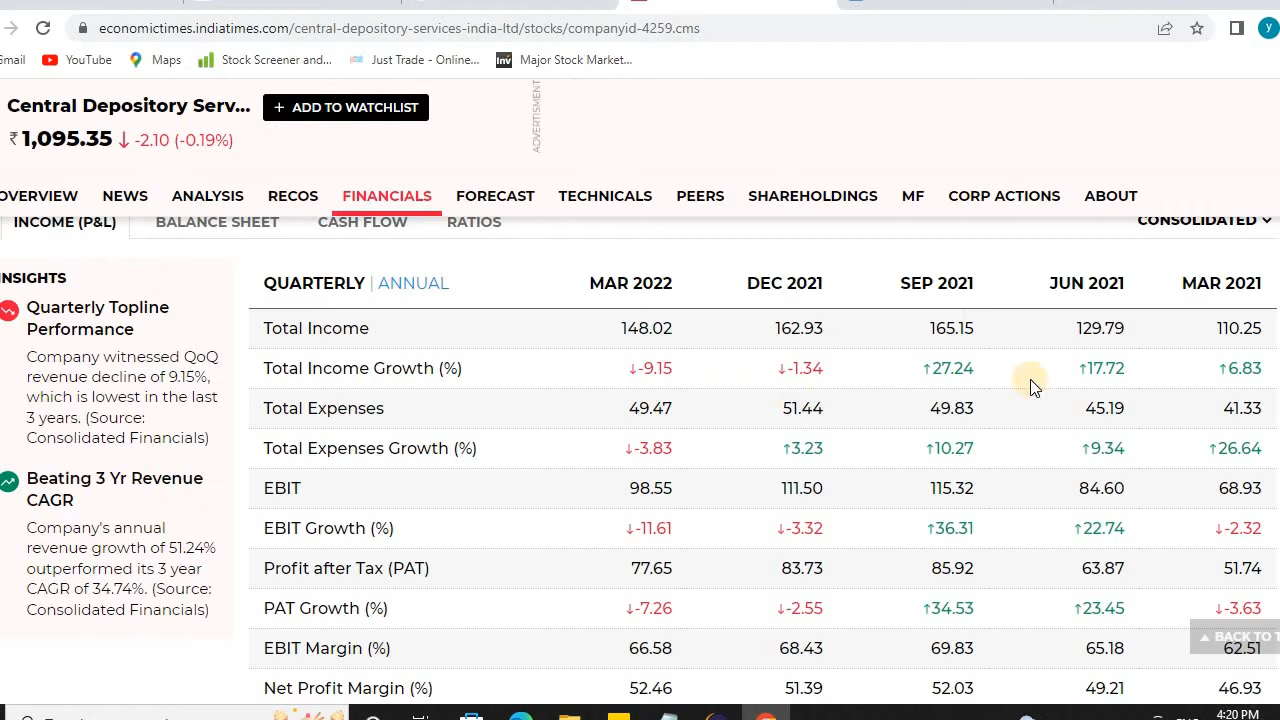 economictimes.indiatimes.com/central-depository-services-india-ltd/stocks/companyid-4259.cms
y
Gmail YouTube Maps Stock Screener and... Just Trade - Online... Inv Major Stock Market...
Central Depository Serv... + ADD TO WATCHLIST
ADVERTISMENT
₹1,095.35 ↓ -2.10 (-0.19%)
OVERVIEW NEWS ANALYSIS RECOS FINANCIALS FORECAST TECHNICALS PEERS SHAREHOLDINGS MF CORP ACTIONS ABOUT
INCOME (P&L) BALANCE SHEET CASH FLOW RATIOS CONSOLIDATED
INSIGHTS
Quarterly Topline
Performance
Company witnessed QoQ
revenue decline of 9.15%,
which is lowest in the last
3 years. (Source:
Consolidated Financials)
Beating 3 Yr Revenue
CAGR
Company's annual
revenue growth of 51.24%
outperformed its 3 year
CAGR of 34.74%. (Source:
Consolidated Financials)
QUARTERLY | ANNUAL MAR 2022 DEC 2021 SEP 2021 JUN 2021 MAR 2021
Total Income 148.02 162.93 165.15 129.79 110.25
Total Income Growth (%) ↓-9.15 ↓-1.34 ↑27.24 ↑17.72 ↑6.83
Total Expenses 49.47 51.44 49.83 45.19 41.33
Total Expenses Growth (%) ↓-3.83 ↑3.23 ↑10.27 ↑9.34 ↑26.64
EBIT 98.55 111.50 115.32 84.60 68.93
EBIT Growth (%) ↓-11.61 ↓-3.32 ↑36.31 ↑22.74 ↓-2.32
Profit after Tax (PAT) 77.65 83.73 85.92 63.87 51.74
PAT Growth (%) ↓-7.26 ↓-2.55 ↑34.53 ↑23.45 ↓-3.63
▲ BACK TO T
EBIT Margin (%) 66.58 68.43 69.83 65.18 62.51
Net Profit Margin (%) 52.46 51.39 52.03 49.21 46.93
4:20 PM